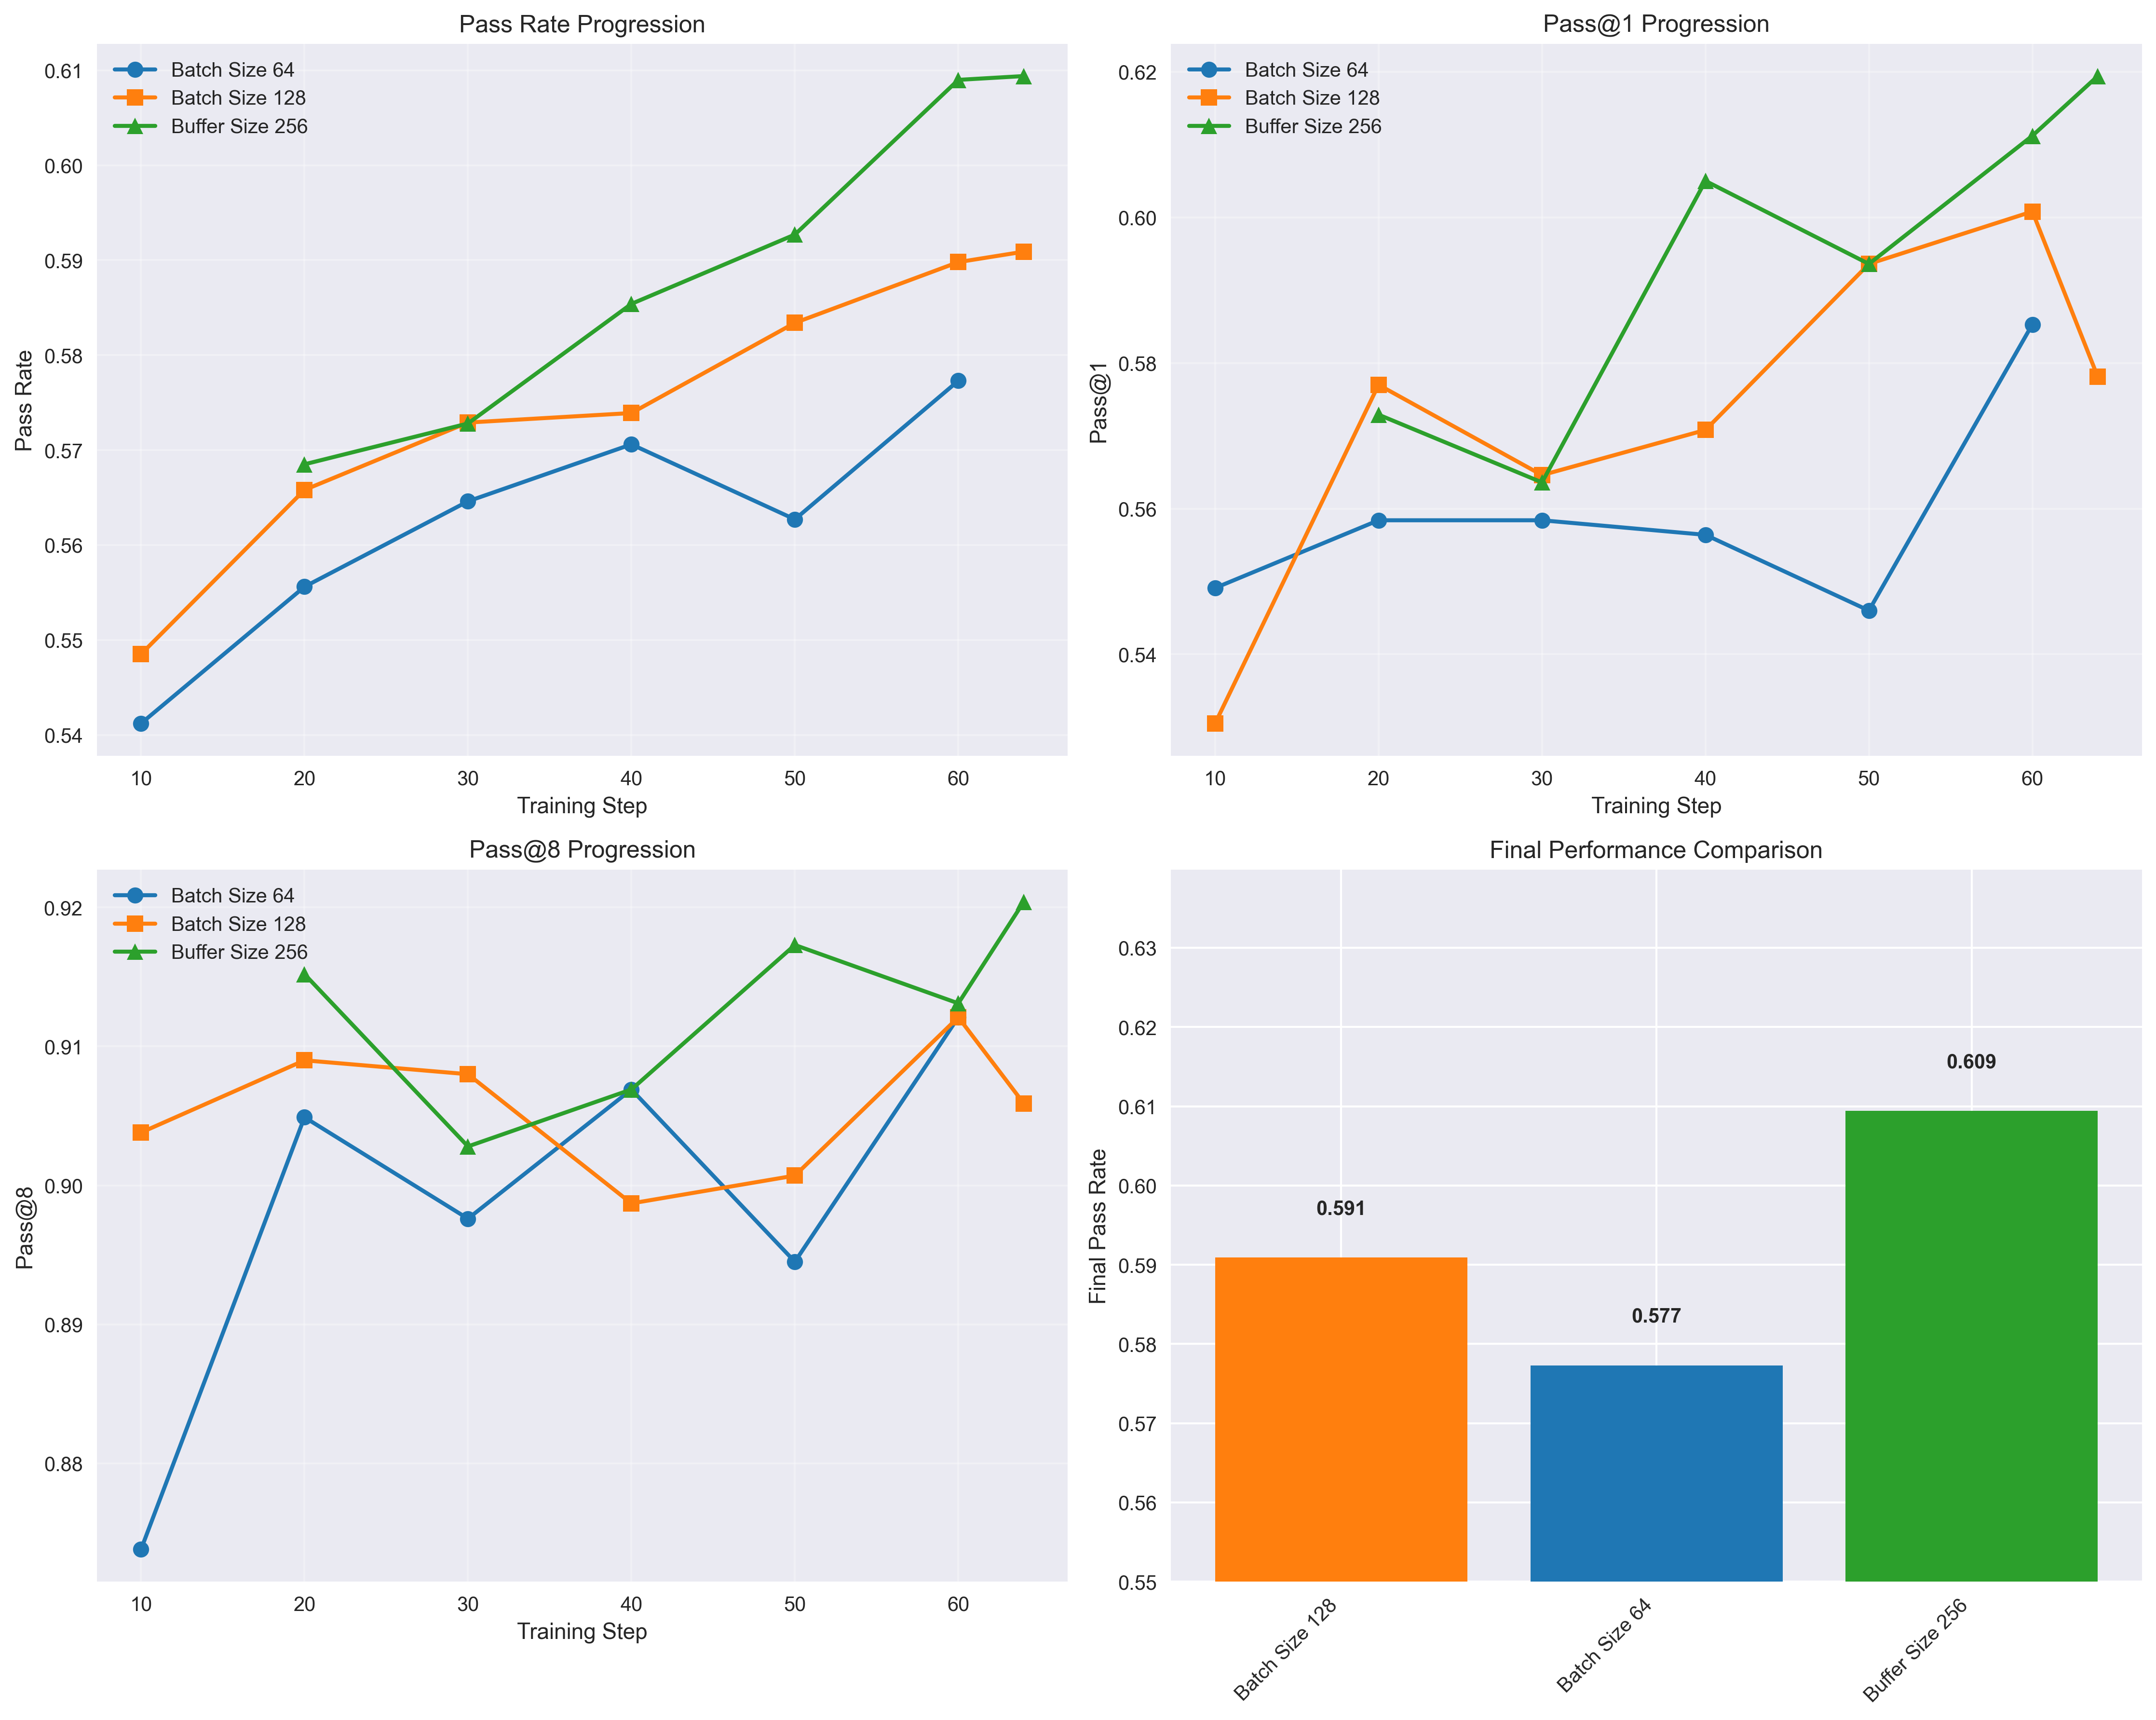 Pass Rate Progression
Batch Size 64
Batch Size 128
Buffer Size 256
0.61
0.60
0.59
0.58
0.57
0.56
0.55
0.54
Pass Rate
10 20 30 40 50 60
Training Step
Pass@1 Progression
Batch Size 64
Batch Size 128
Buffer Size 256
0.62
0.60
0.58
0.56
0.54
Pass@1
10 20 30 40 50 60
Training Step
Pass@8 Progression
Batch Size 64
Batch Size 128
Buffer Size 256
0.92
0.91
0.90
0.89
0.88
Pass@8
10 20 30 40 50 60
Training Step
Final Performance Comparison
0.63
0.62
0.61
0.60
0.59
0.58
0.57
0.56
0.55
Final Pass Rate
0.591
0.577
0.609
Batch Size 128
Batch Size 64
Buffer Size 256